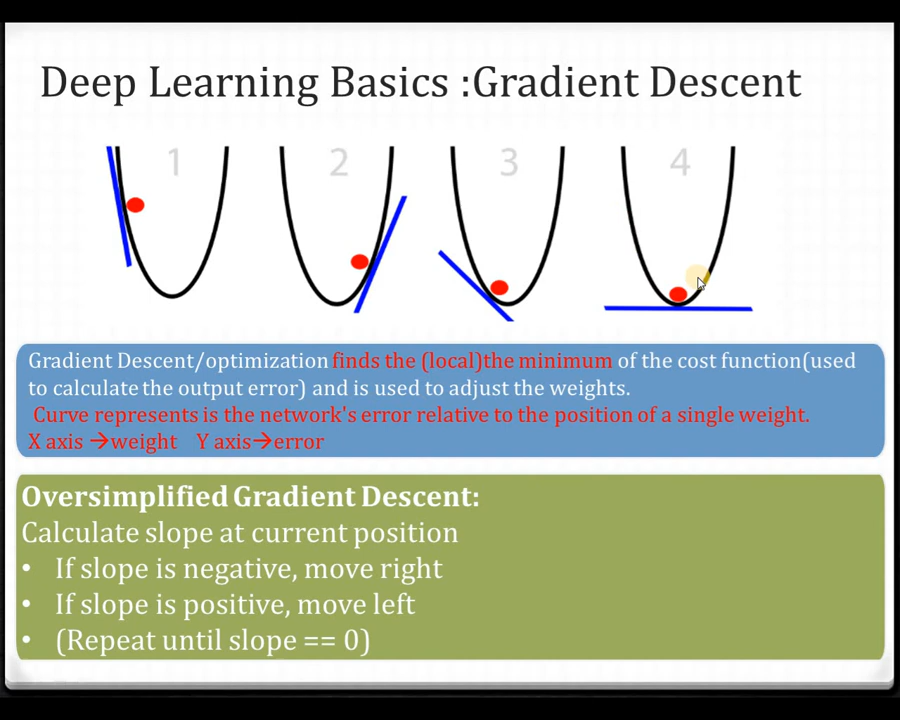 Deep Learning Basics :Gradient Descent
1 2 3 4
Gradient Descent/optimization finds the (local)the minimum of the cost function(used
to calculate the output error) and is used to adjust the weights.
Curve represents is the network's error relative to the position of a single weight.
X axis →weight Y axis→error
Oversimplified Gradient Descent:
Calculate slope at current position
• If slope is negative, move right
• If slope is positive, move left
• (Repeat until slope == 0)